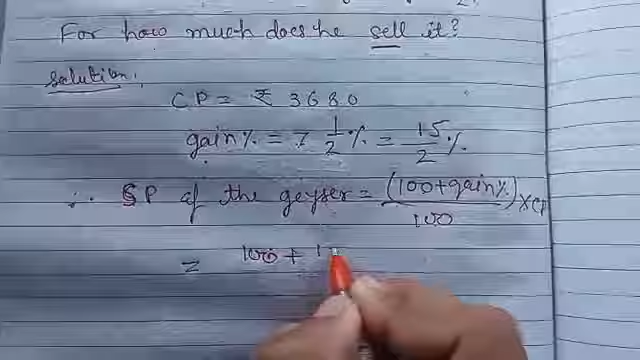 For how much does he sell it?
Solution:
CP = ₹ 3680
gain% = 7 1/2 % = 15/2 %
∴ SP of the geyser = (100+gain%)/100 × CP
= 100 + 1